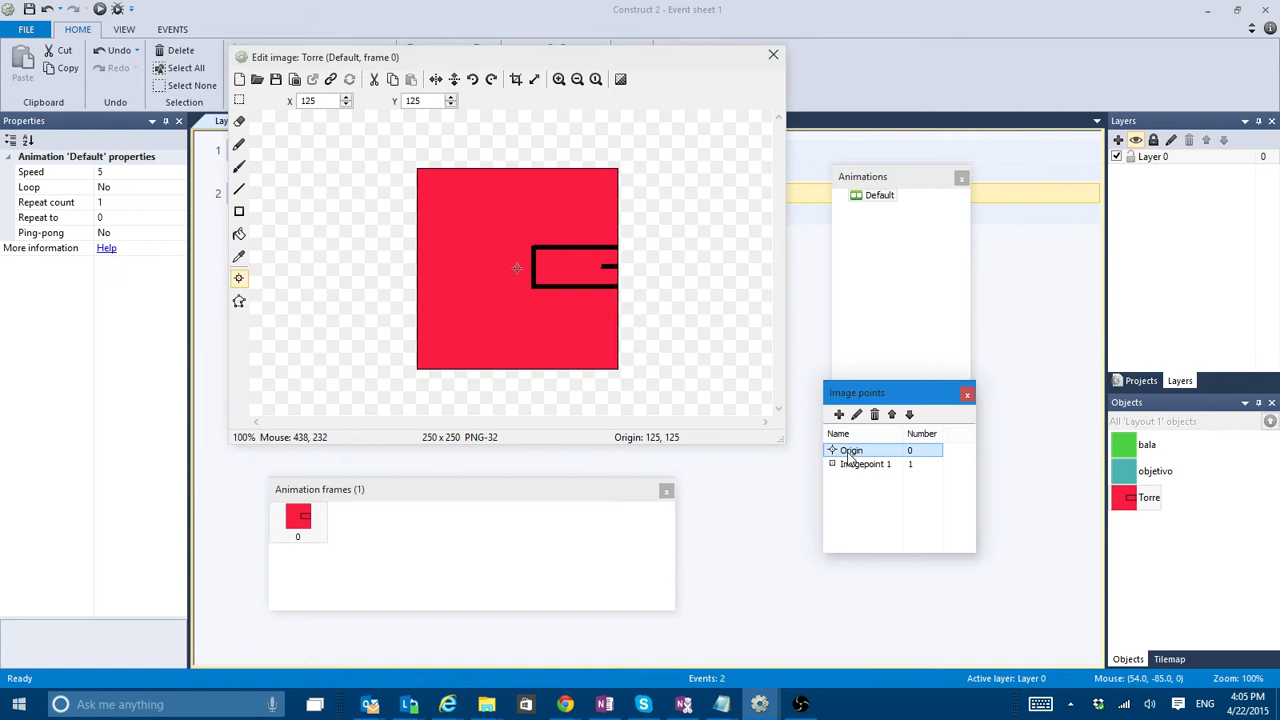 Construct 2 - Event sheet 1
FILE
HOME
VIEW
EVENTS
Paste
Cut
Copy
Clipboard
Undo
Redo
Undo
Delete
Select All
Select None
Selection
Edit image: Torre (Default, frame 0)
X 125
Y 125
Properties
Animation 'Default' properties
Speed 5
Loop No
Repeat count 1
Repeat to 0
Ping-pong No
More information Help
1
2
Animations
Default
100% Mouse: 438, 232 250 x 250 PNG-32 Origin: 125, 125
Image points
Name Number
Origin 0
Imagepoint 1 1
Animation frames (1)
0
Layers
Layer 0 0
Projects Layers
Objects
All 'Layout 1' objects
bala
objetivo
Torre
Objects Tilemap
Ready Events: 2 Active layer: Layer 0 Mouse: (54.0, -85.0, 0) Zoom: 100%
Ask me anything
ENG
4:05 PM
4/22/2015